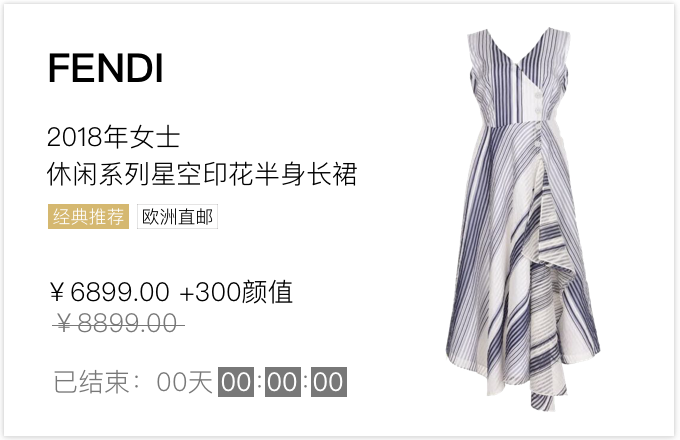 FENDI
2018年女士
休闲系列星空印花半身长裙
经典推荐 欧洲直邮
￥6899.00 +300颜值
￥8899.00
已结束：00天 00:00:00